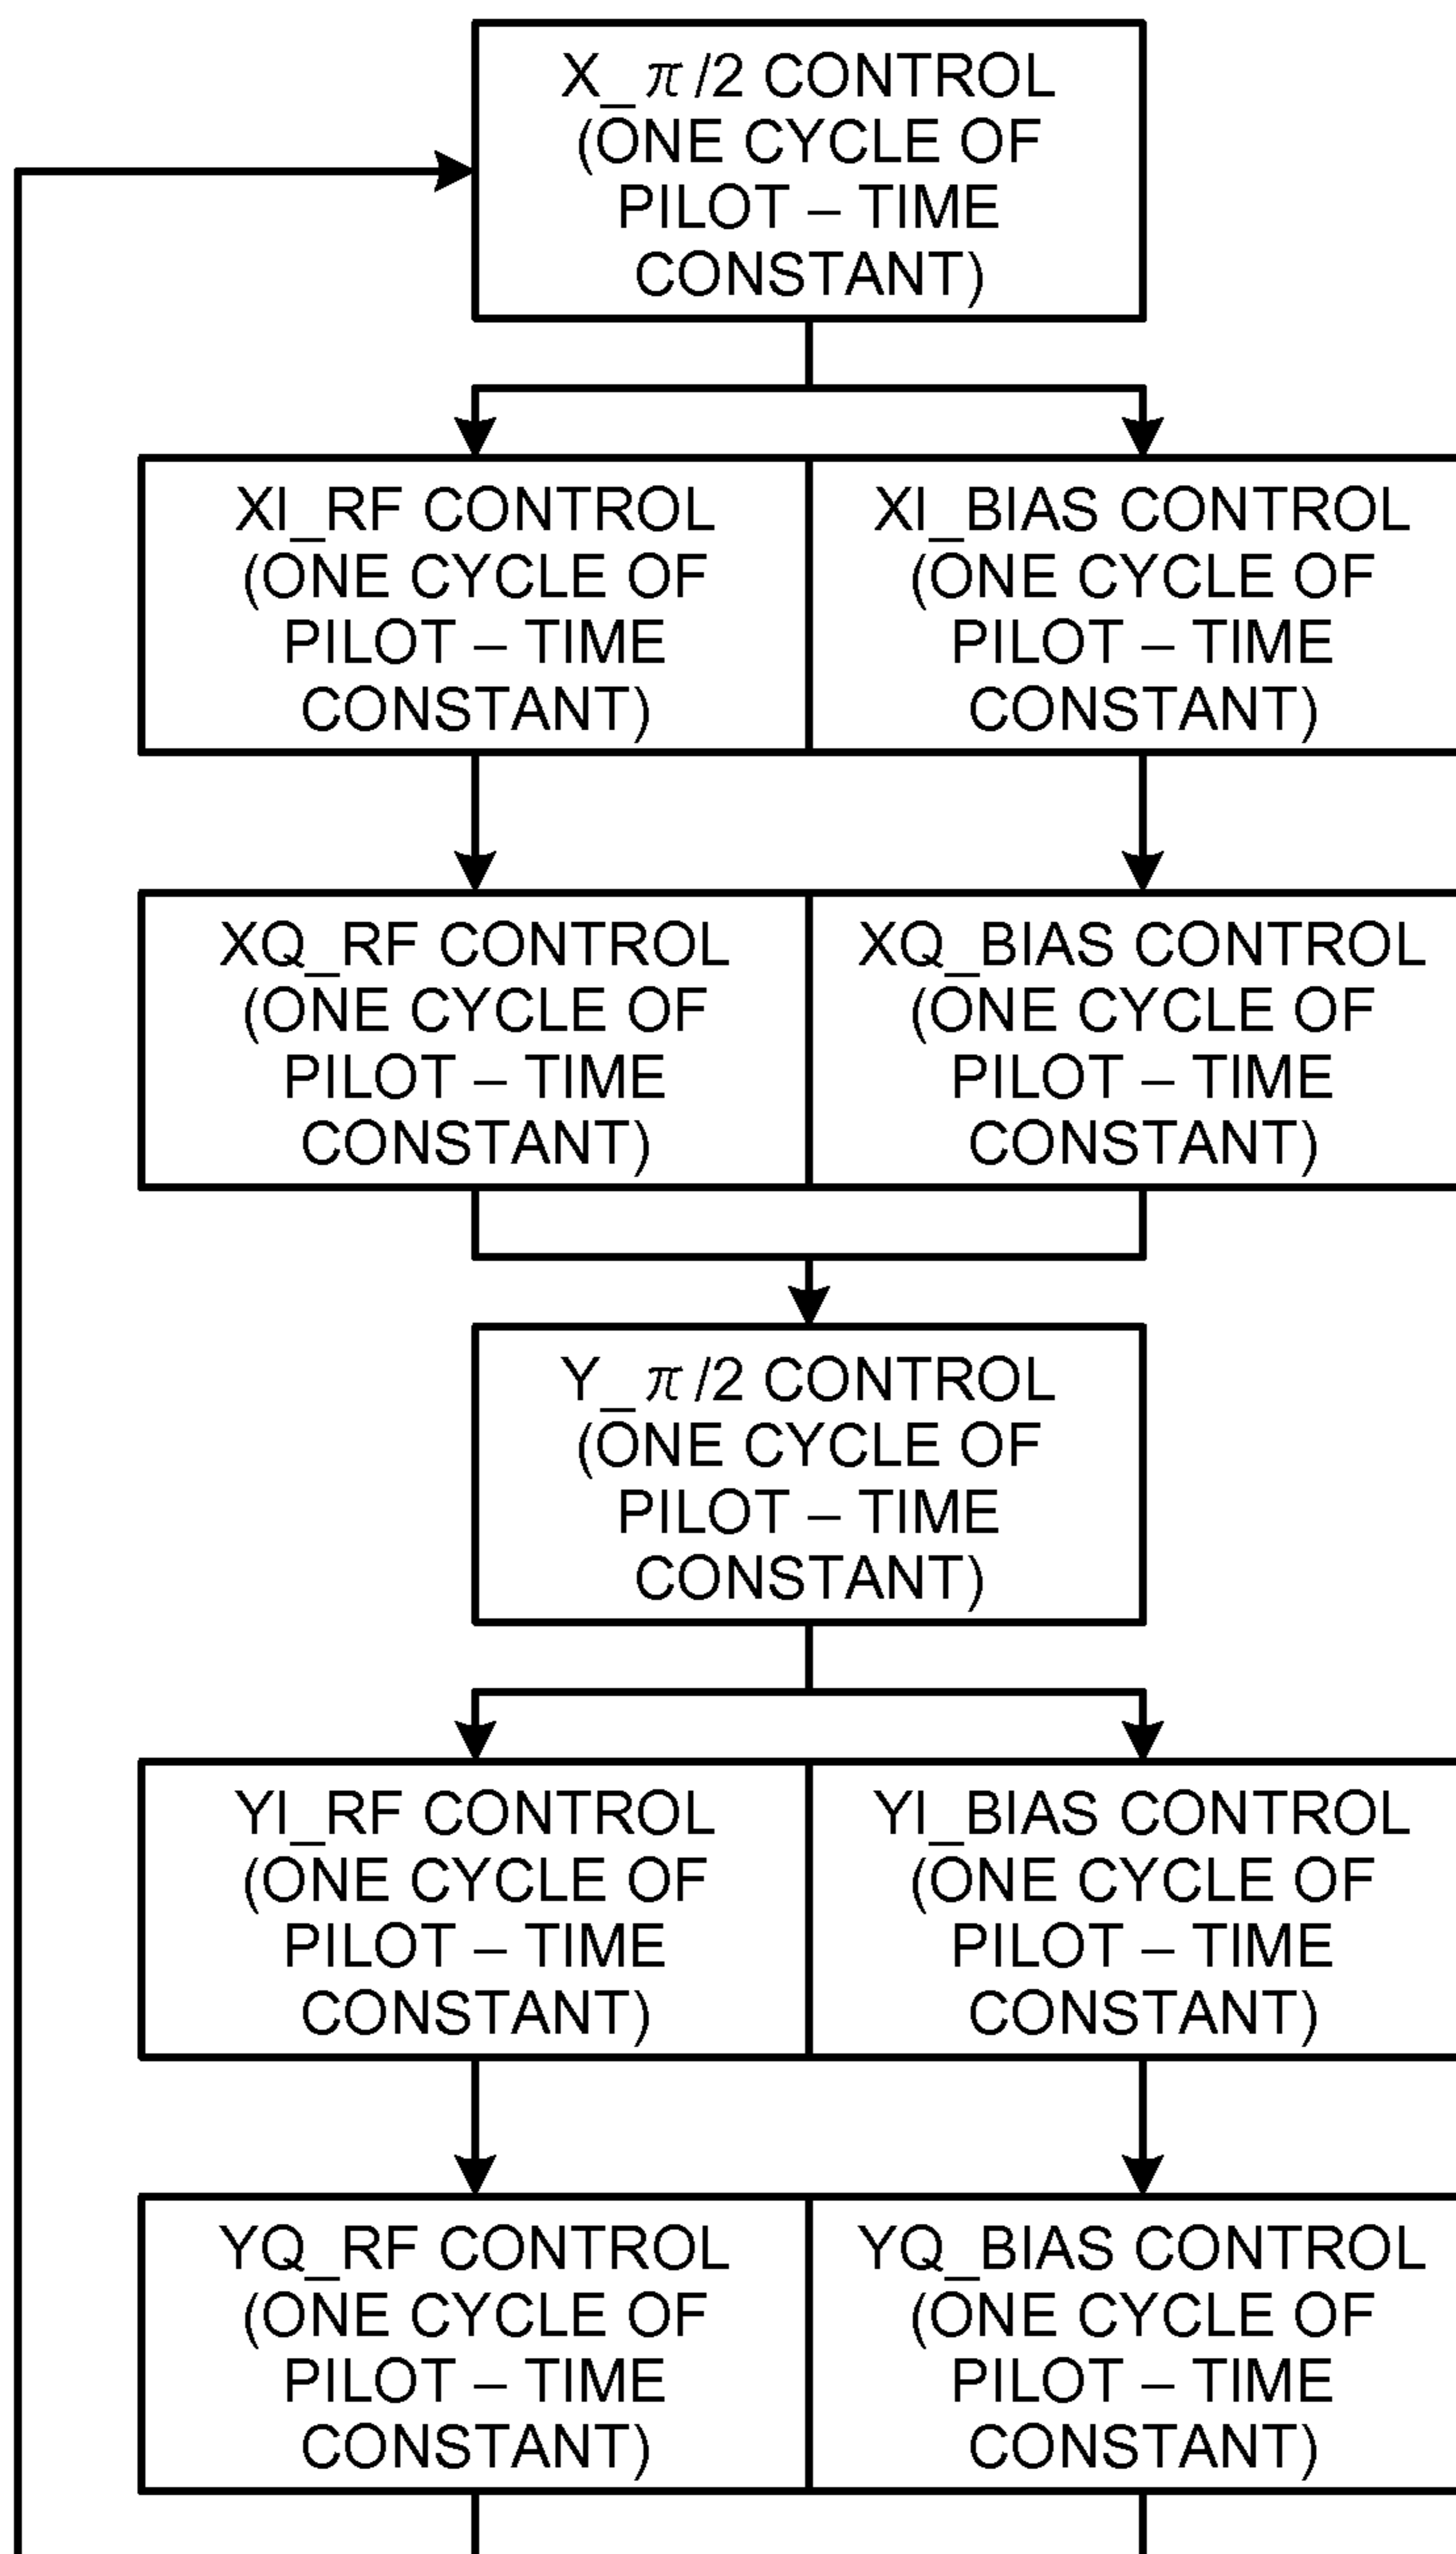 X_π/2 CONTROL
(ONE CYCLE OF
PILOT – TIME
CONSTANT)
XI_RF CONTROL
(ONE CYCLE OF
PILOT – TIME
CONSTANT)
XI_BIAS CONTROL
(ONE CYCLE OF
PILOT – TIME
CONSTANT)
XQ_RF CONTROL
(ONE CYCLE OF
PILOT – TIME
CONSTANT)
XQ_BIAS CONTROL
(ONE CYCLE OF
PILOT – TIME
CONSTANT)
Y_π/2 CONTROL
(ONE CYCLE OF
PILOT – TIME
CONSTANT)
YI_RF CONTROL
(ONE CYCLE OF
PILOT – TIME
CONSTANT)
YI_BIAS CONTROL
(ONE CYCLE OF
PILOT – TIME
CONSTANT)
YQ_RF CONTROL
(ONE CYCLE OF
PILOT – TIME
CONSTANT)
YQ_BIAS CONTROL
(ONE CYCLE OF
PILOT – TIME
CONSTANT)